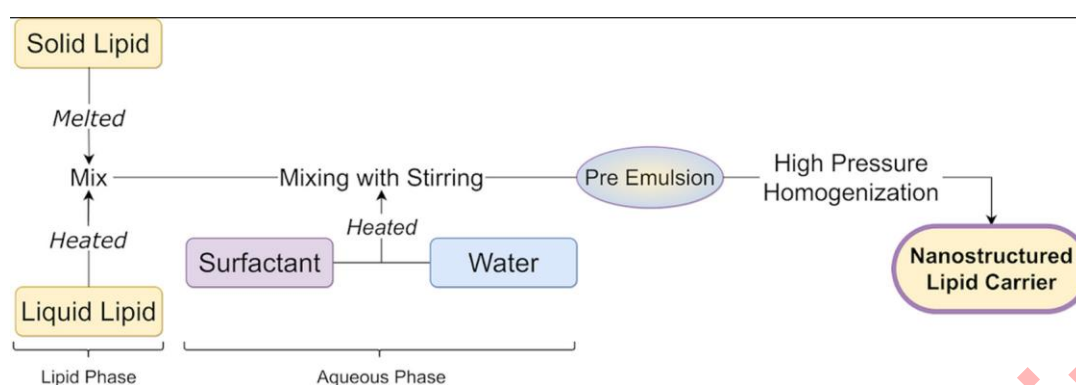 Solid Lipid
Melted
Mix
Heated
Liquid Lipid
Lipid Phase
Mixing with Stirring
Heated
Surfactant
Water
Aqueous Phase
Pre Emulsion
High Pressure
Homogenization
Nanostructured
Lipid Carrier